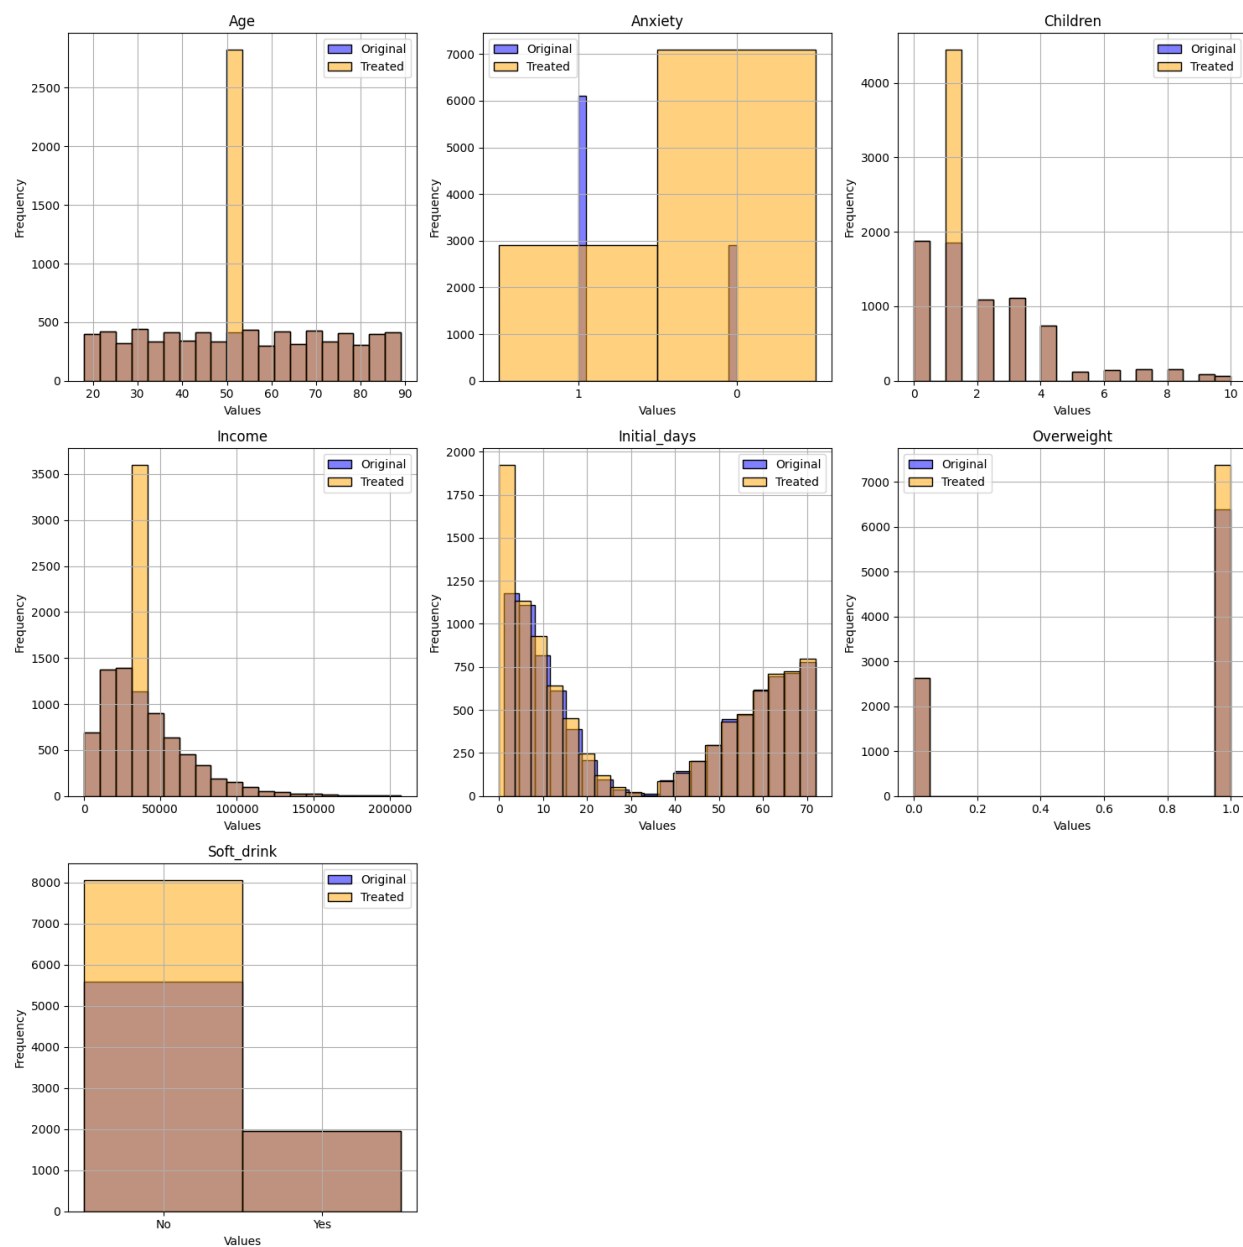 Age
Original
Treated
2500
2000
1500
1000
500
0
20 30 40 50 60 70 80 90
Values
Frequency
Anxiety
Original
Treated
7000
6000
5000
4000
3000
2000
1000
0
1 0
Values
Frequency
Children
Original
Treated
4000
3000
2000
1000
0
0 2 4 6 8 10
Values
Frequency
Income
Original
Treated
3500
3000
2500
2000
1500
1000
500
0
0 50000 100000 150000 200000
Values
Frequency
Initial_days
Original
Treated
2000
1750
1500
1250
1000
750
500
250
0
0 10 20 30 40 50 60 70
Values
Frequency
Overweight
Original
Treated
7000
6000
5000
4000
3000
2000
1000
0
0.0 0.2 0.4 0.6 0.8 1.0
Values
Frequency
Soft_drink
Original
Treated
8000
7000
6000
5000
4000
3000
2000
1000
0
No Yes
Values
Frequency